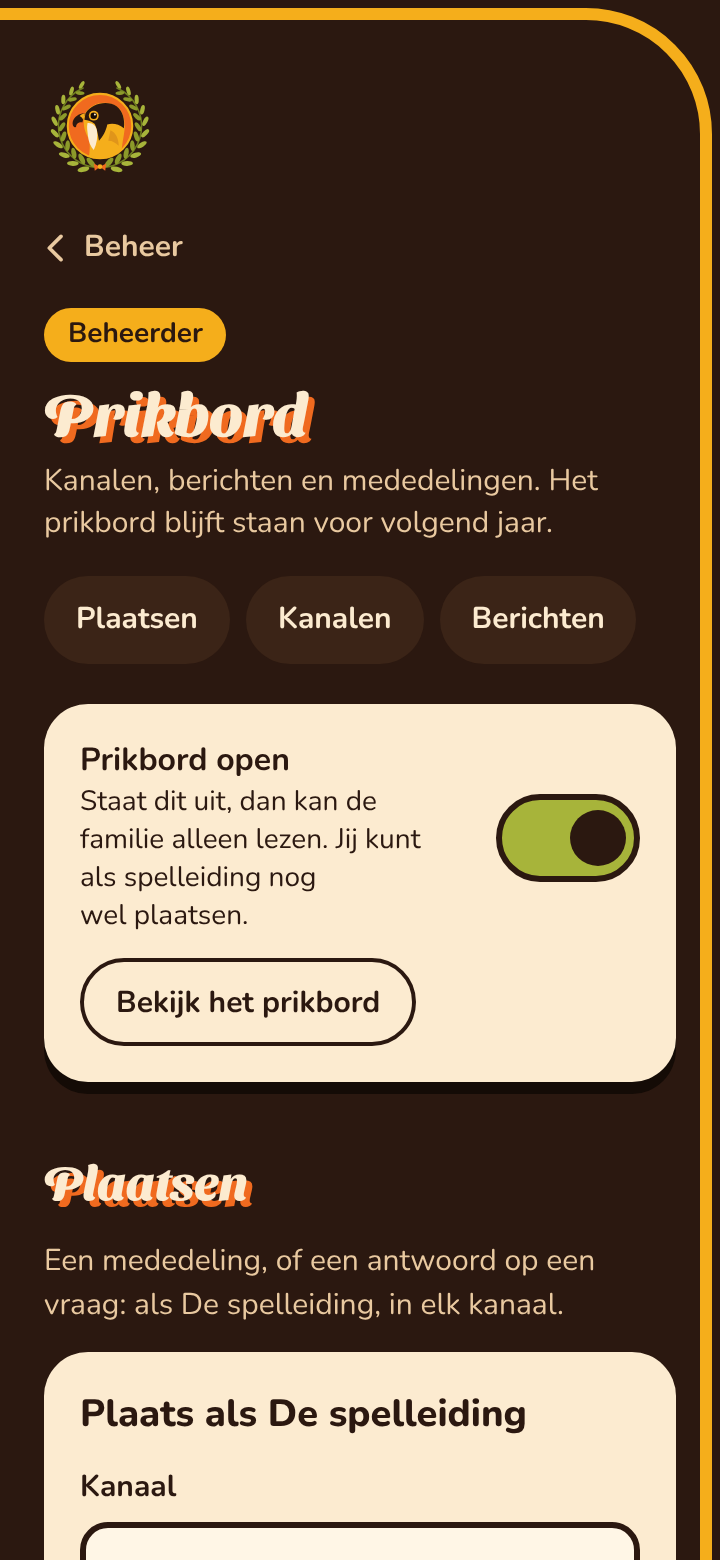 Beheer
Beheerder
Prikbord
Kanalen, berichten en mededelingen. Het
prikbord blijft staan voor volgend jaar.
Plaatsen
Kanalen
Berichten
Prikbord open
Staat dit uit, dan kan de
familie alleen lezen. Jij kunt
als spelleiding nog
wel plaatsen.
Bekijk het prikbord
Plaatsen
Een mededeling, of een antwoord op een
vraag: als De spelleiding, in elk kanaal.
Plaats als De spelleiding
Kanaal